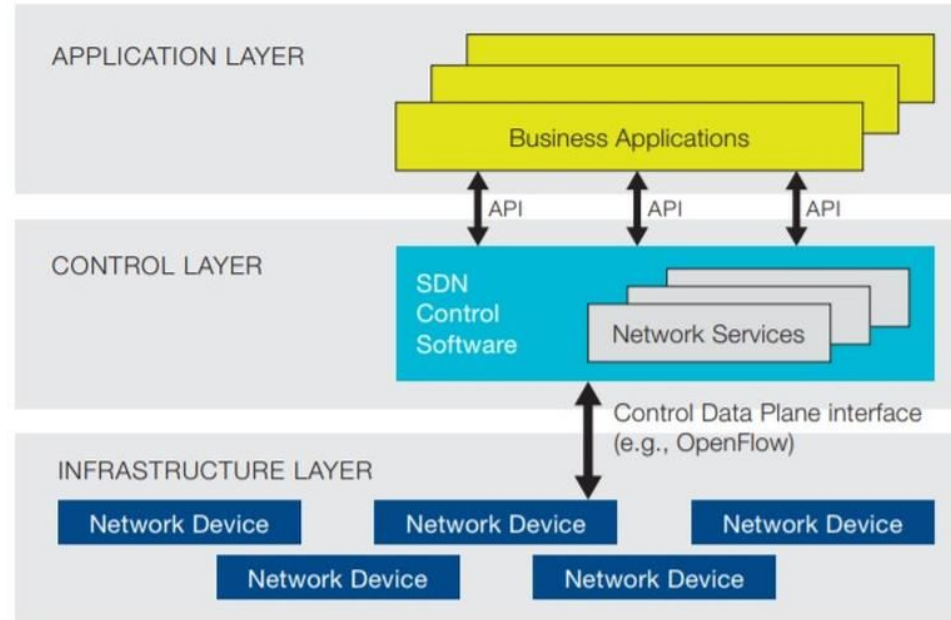 APPLICATION LAYER
Business Applications
API
API
API
CONTROL LAYER
SDN
Control
Software
Network Services
Control Data Plane interface
(e.g., OpenFlow)
INFRASTRUCTURE LAYER
Network Device
Network Device
Network Device
Network Device
Network Device